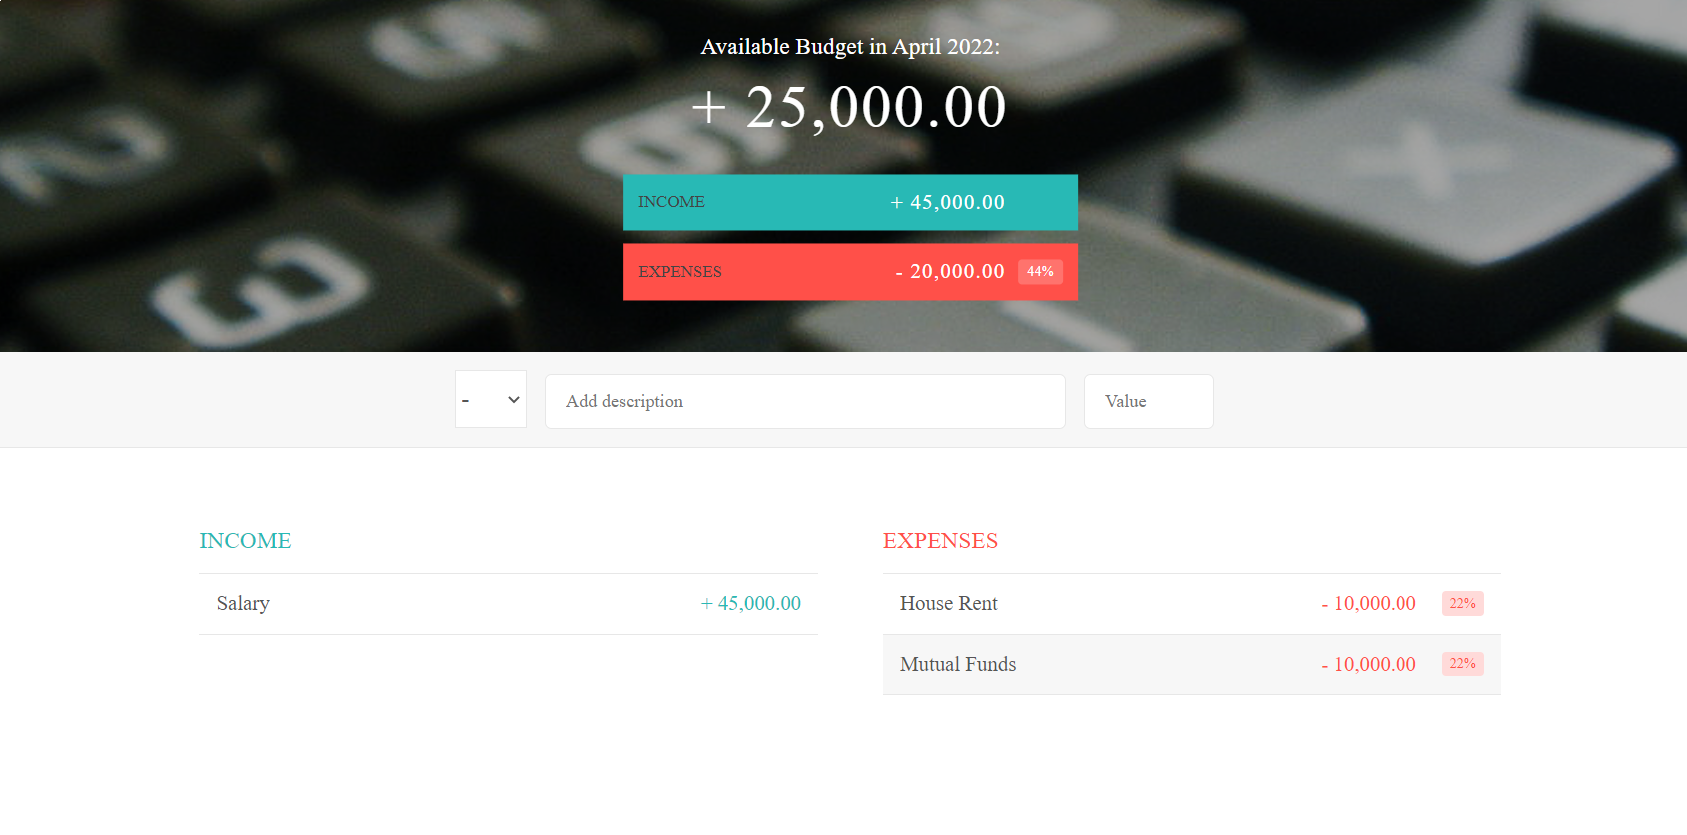 Available Budget in April 2022:
+ 25,000.00
INCOME + 45,000.00
EXPENSES - 20,000.00 44%
- Add description Value
INCOME
Salary + 45,000.00
EXPENSES
House Rent - 10,000.00 22%
Mutual Funds - 10,000.00 22%